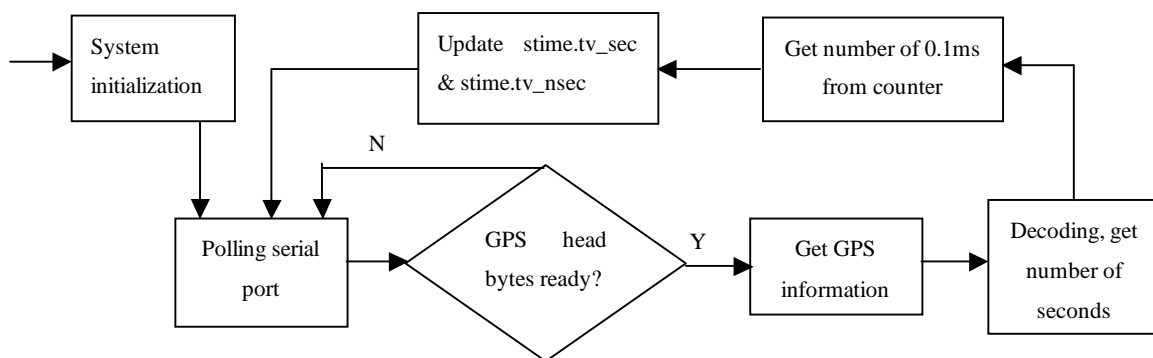 System
initialization
Update stime.tv_sec
& stime.tv_nsec
Get number of 0.1ms
from counter
N
Polling serial
port
GPS head
bytes ready?
Y
Get GPS
information
Decoding, get
number of
seconds